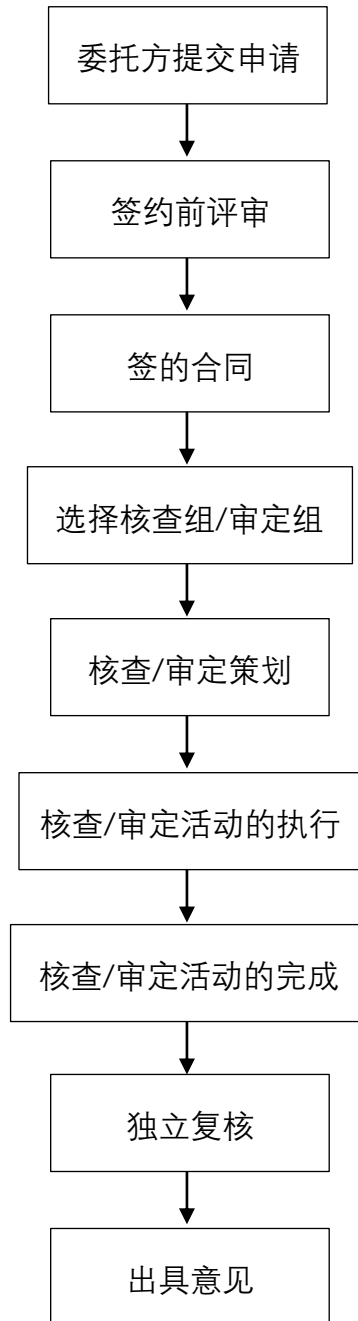 委托方提交申请
签约前评审
签的合同
选择核查组/审定组
核查/审定策划
核查/审定活动的执行
核查/审定活动的完成
独立复核
出具意见